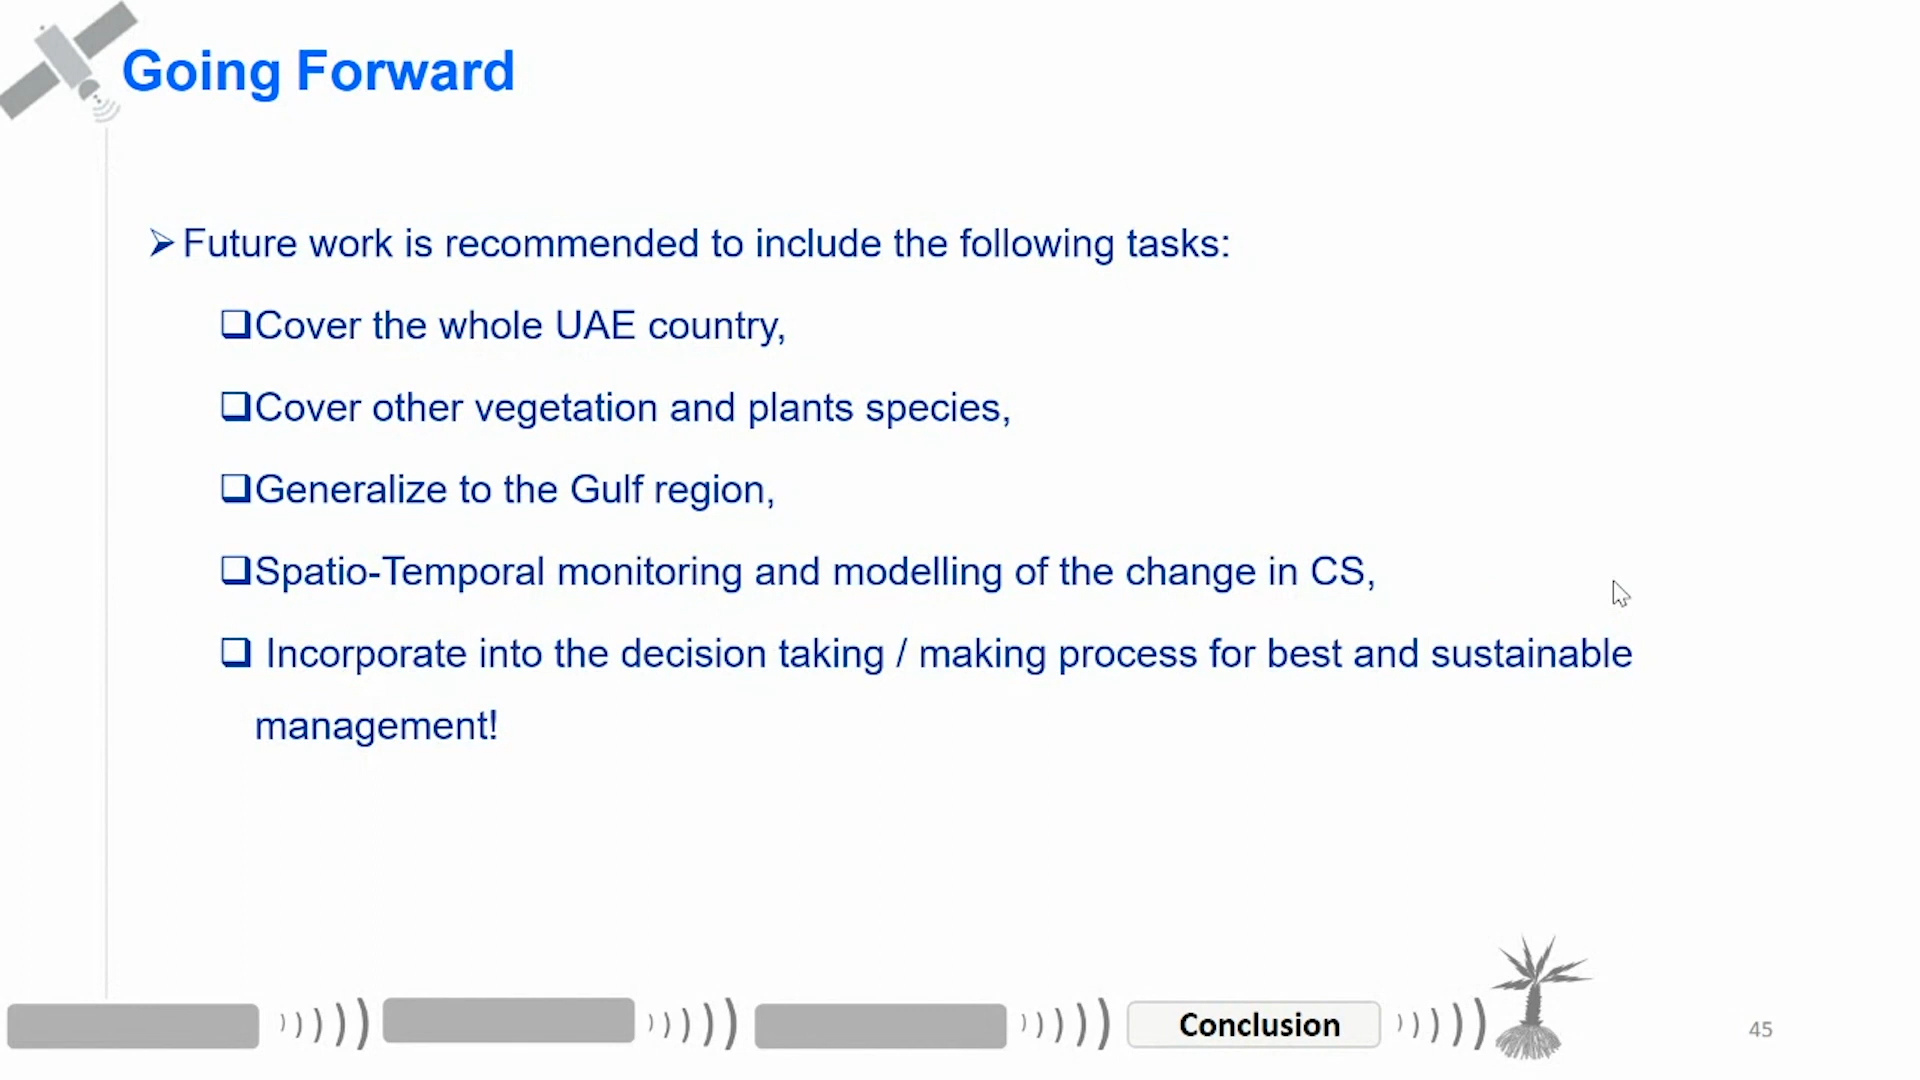 Going Forward
Future work is recommended to include the following tasks:
Cover the whole UAE country,
Cover other vegetation and plants species,
Generalize to the Gulf region,
Spatio-Temporal monitoring and modelling of the change in CS,
Incorporate into the decision taking / making process for best and sustainable
management!
Conclusion
45